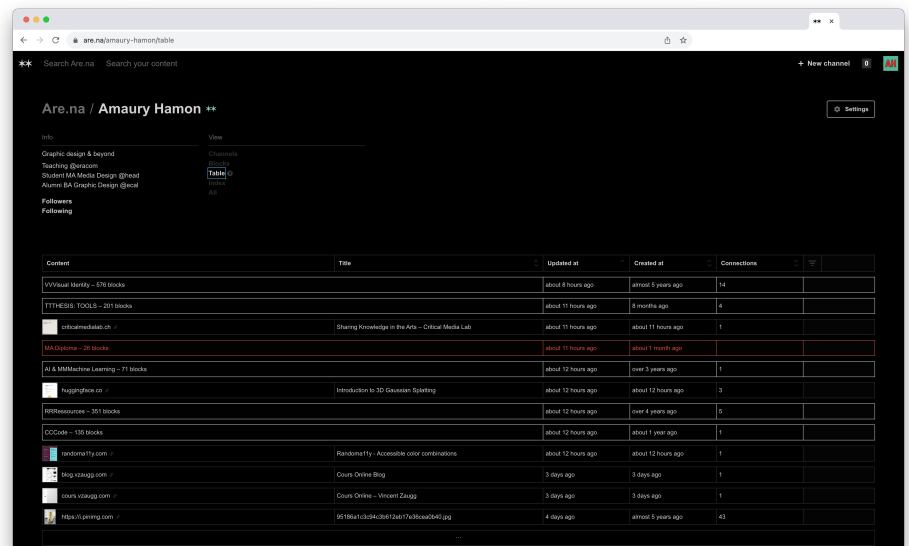 ** ×
are.na/amaury-hamon/table
** Search Are.na Search your content + New channel 0 AH
Are.na / Amaury Hamon ** Settings
Info View
Graphic design & beyond
Teaching @eracom
Student MA Media Design @head
Alumni BA Graphic Design @ecal
Followers
Following
Channels
Blocks
Table
Index
All
Content Title Updated at Created at Connections
VVVisual Identity – 576 blocks about 8 hours ago almost 5 years ago 14
TTTHESIS: TOOLS – 201 blocks about 11 hours ago 8 months ago 4
criticalmedialab.ch Sharing Knowledge in the Arts – Critical Media Lab about 11 hours ago about 11 hours ago 1
MA Diploma – 26 blocks about 11 hours ago about 1 month ago
AI & MMMachine Learning – 71 blocks about 12 hours ago over 3 years ago 1
huggingface.co Introduction to 3D Gaussian Splatting about 12 hours ago about 12 hours ago 3
RRRessources – 351 blocks about 12 hours ago over 4 years ago 5
CCCode – 135 blocks about 12 hours ago about 1 year ago 1
randoma11y.com Randoma11y - Accessible color combinations about 12 hours ago about 12 hours ago 1
blog.vzaugg.com Cours Online Blog 3 days ago 3 days ago 1
cours.vzaugg.com Cours Online – Vincent Zaugg 3 days ago 3 days ago 1
https://i.pinimg.com 95186a1c3c94c3b612eb17e36cea0b40.jpg 4 days ago almost 5 years ago 43
...